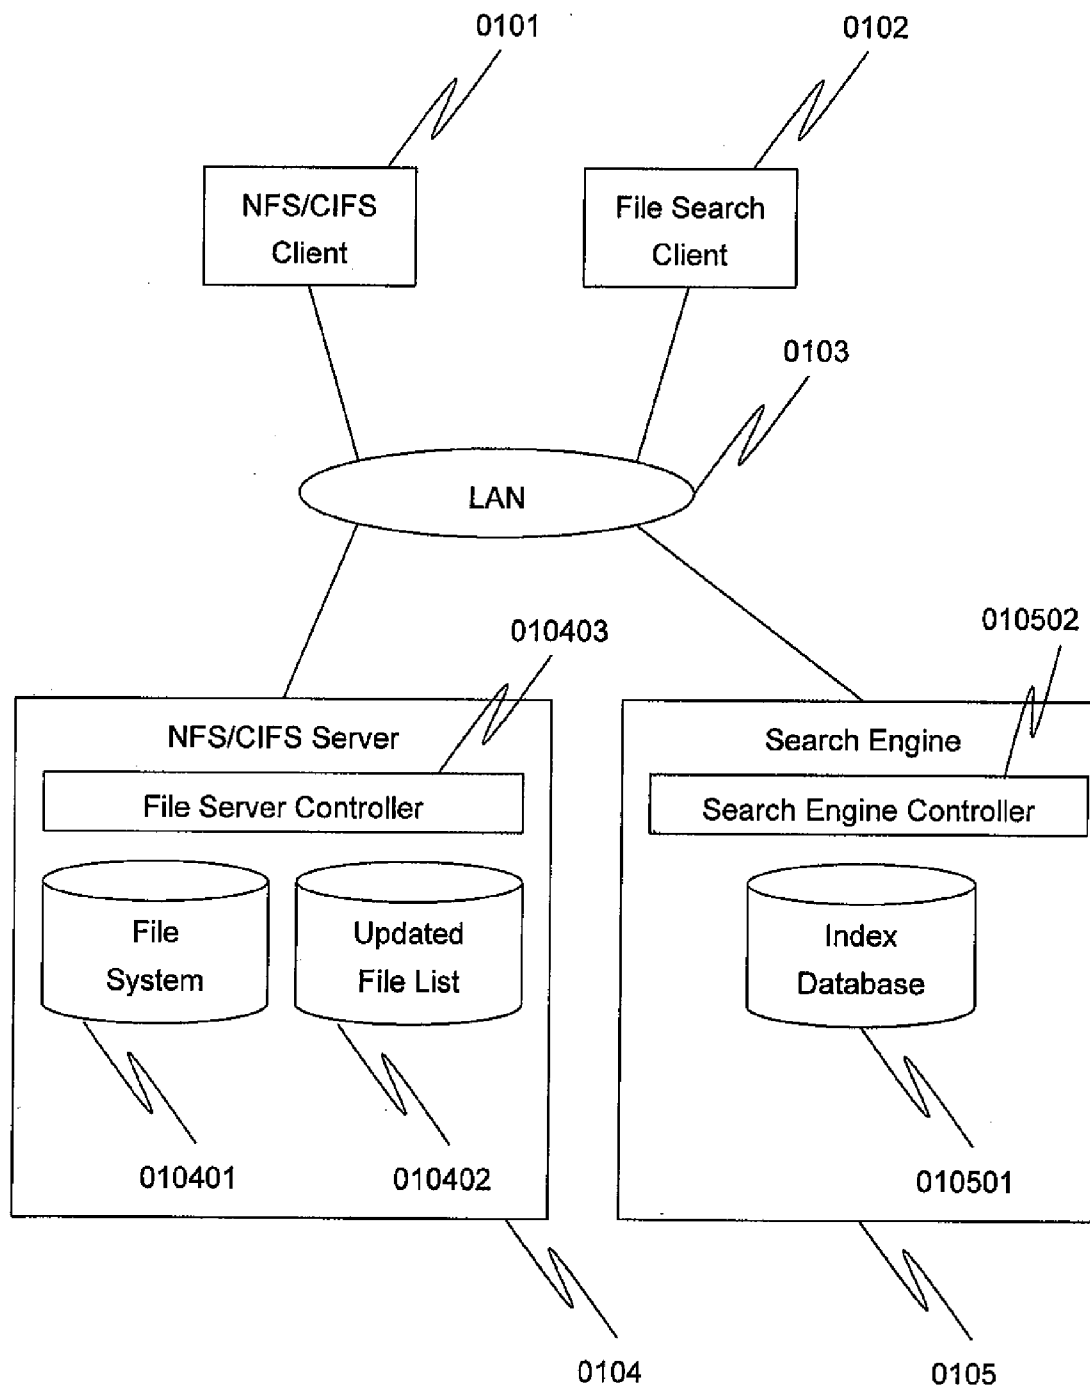 0101
0102
NFS/CIFS
Client
File Search
Client
0103
LAN
010403
010502
NFS/CIFS Server
Search Engine
File Server Controller
Search Engine Controller
File
System
Updated
File List
Index
Database
010401
010402
010501
0104
0105